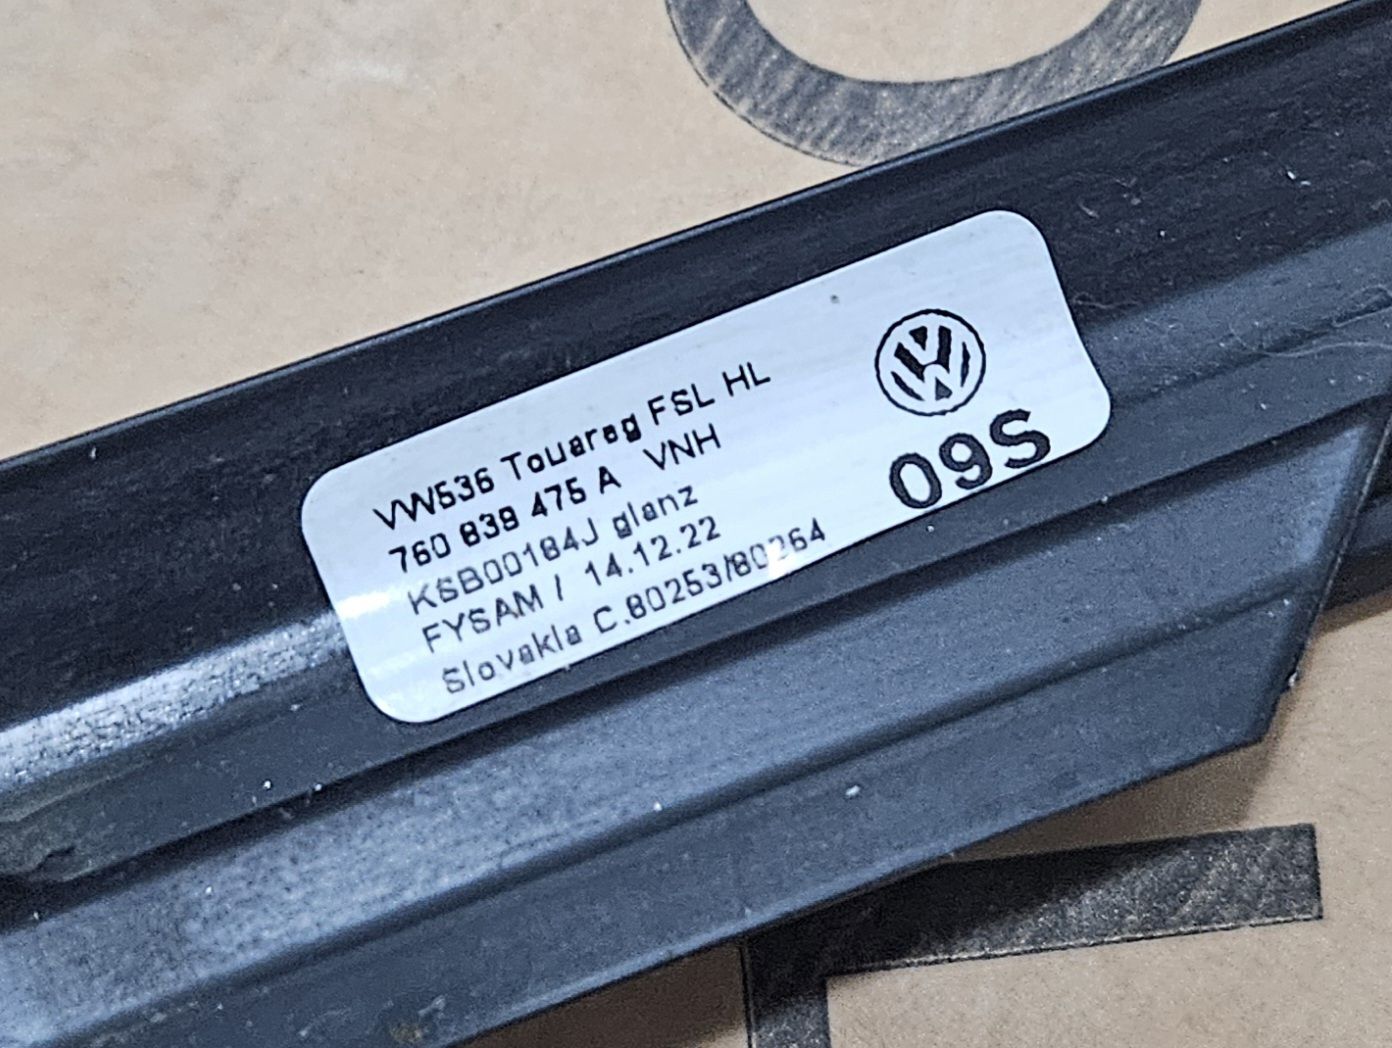 VW536 Touareg FSL HL
760 839 475 A VNH
KSB00184J glanz
FYSAM / 14.12.22
Slovakia C.80253/80264
09S